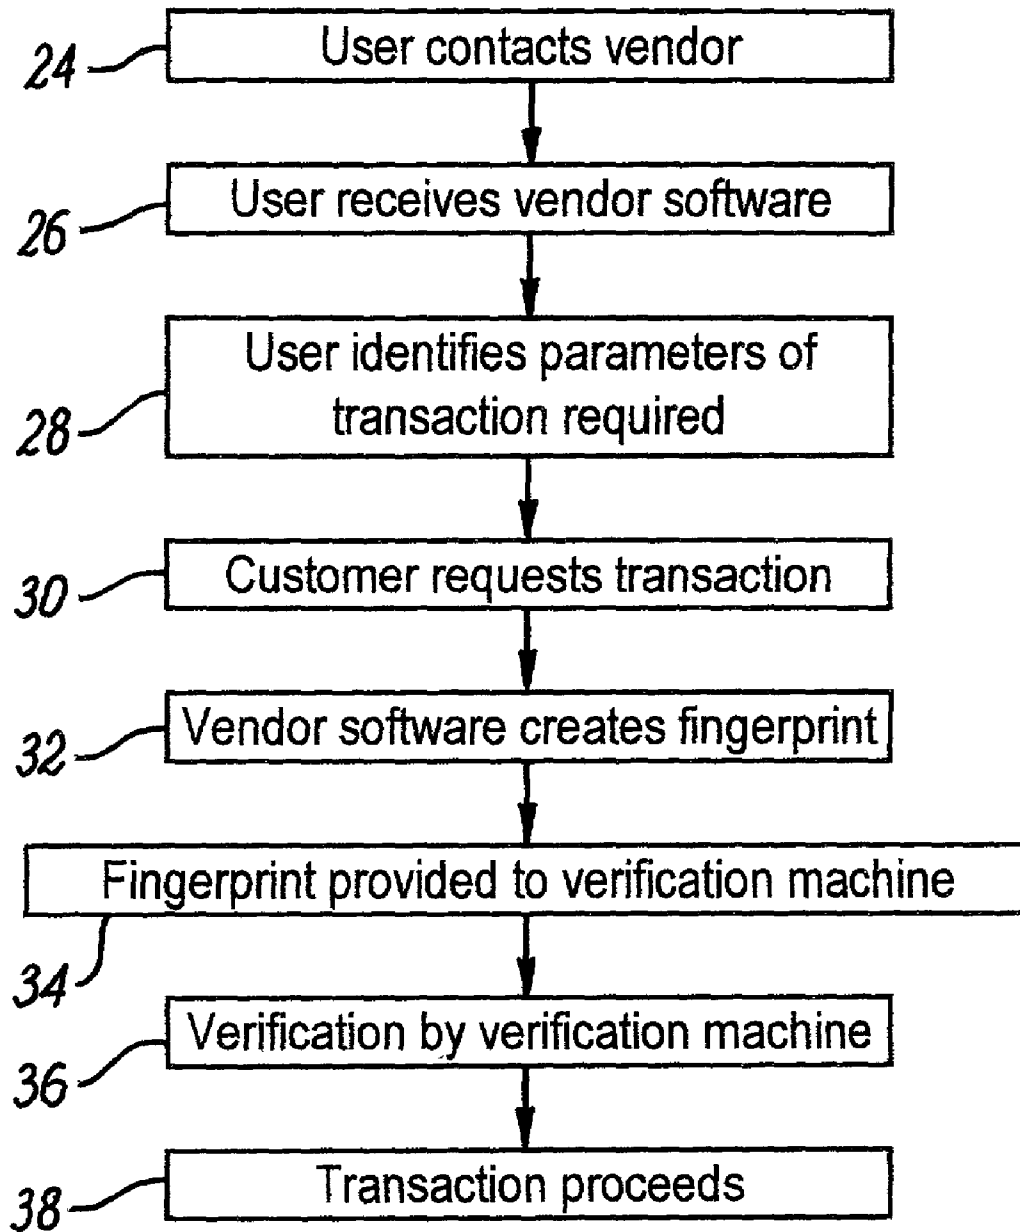 24
User contacts vendor
26
User receives vendor software
28
User identifies parameters of
transaction required
30
Customer requests transaction
32
Vendor software creates fingerprint
Fingerprint provided to verification machine
34
Verification by verification machine
36
Transaction proceeds
38